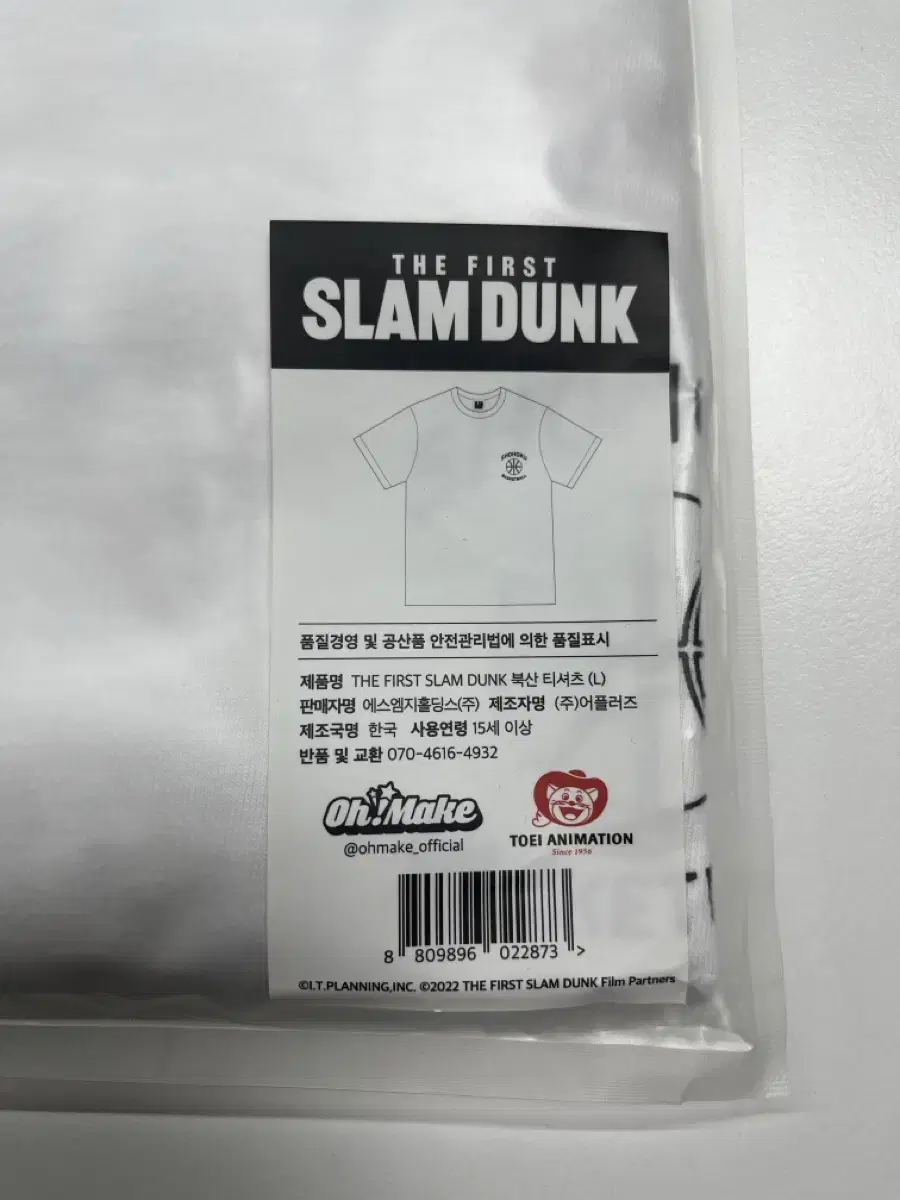 THE FIRST
SLAM DUNK
SHOHOKU
BASKETBALL
품질경영 및 공산품 안전관리법에 의한 품질표시
제품명 THE FIRST SLAM DUNK 북산 티셔츠 (L)
판매자명 에스엠지홀딩스(주) 제조자명 (주)어플러즈
제조국명 한국 사용연령 15세 이상
반품 및 교환 070-4616-4932
Oh!Make
@ohmake_official
TOEI ANIMATION
Since 1956
8 809896 022873 >
©I.T.PLANNING,INC. ©2022 THE FIRST SLAM DUNK Film Partners